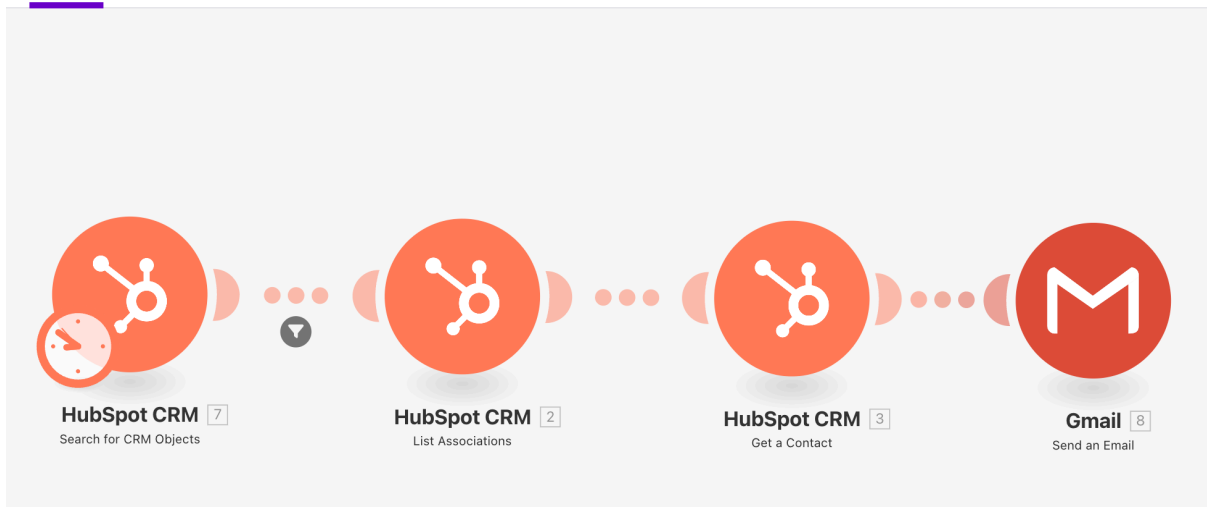 HubSpot CRM 7
Search for CRM Objects
HubSpot CRM 2
List Associations
HubSpot CRM 3
Get a Contact
Gmail 8
Send an Email